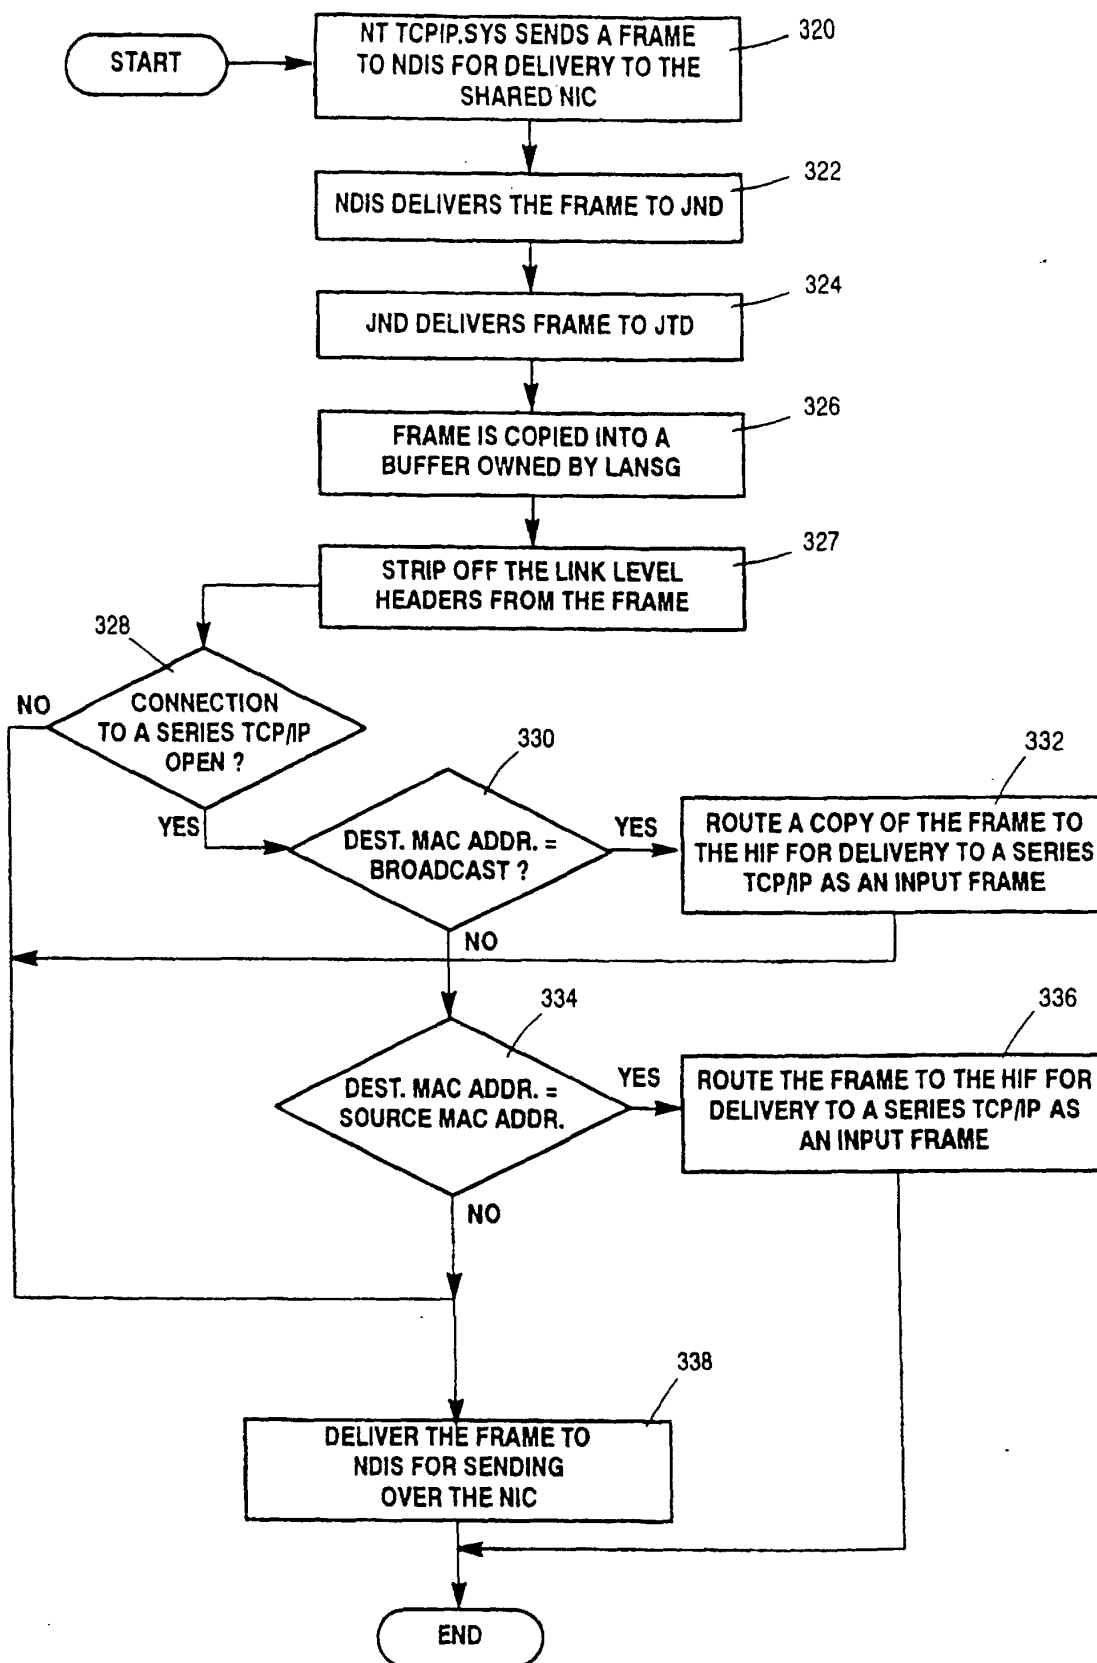 START
NT TCPIP.SYS SENDS A FRAME
TO NDIS FOR DELIVERY TO THE
SHARED NIC
320
NDIS DELIVERS THE FRAME TO JND
322
JND DELIVERS FRAME TO JTD
324
FRAME IS COPIED INTO A
BUFFER OWNED BY LANSG
326
STRIP OFF THE LINK LEVEL
HEADERS FROM THE FRAME
327
328
NO
CONNECTION
TO A SERIES TCP/IP
OPEN ?
YES
330
DEST. MAC ADDR. =
BROADCAST ?
YES
332
ROUTE A COPY OF THE FRAME TO
THE HIF FOR DELIVERY TO A SERIES
TCP/IP AS AN INPUT FRAME
NO
334
DEST. MAC ADDR. =
SOURCE MAC ADDR.
YES
336
ROUTE THE FRAME TO THE HIF FOR
DELIVERY TO A SERIES TCP/IP AS
AN INPUT FRAME
NO
338
DELIVER THE FRAME TO
NDIS FOR SENDING
OVER THE NIC
END